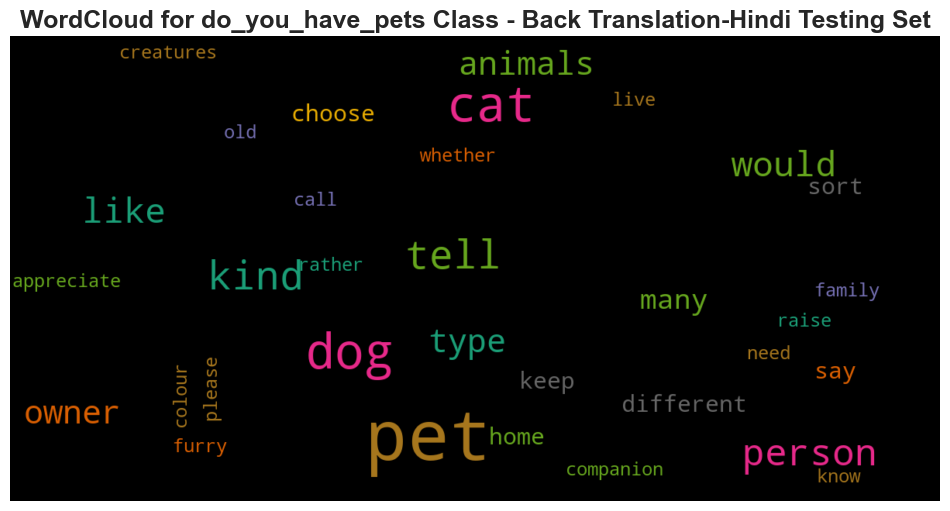 WordCloud for do_you_have_pets Class - Back Translation-Hindi Testing Set
creatures
animals
cat
live
choose
old
whether
would
sort
like
call
tell
kind
rather
appreciate
family
many
raise
type
dog
need
say
keep
different
colour
please
owner
furry
pet
home
person
companion
know